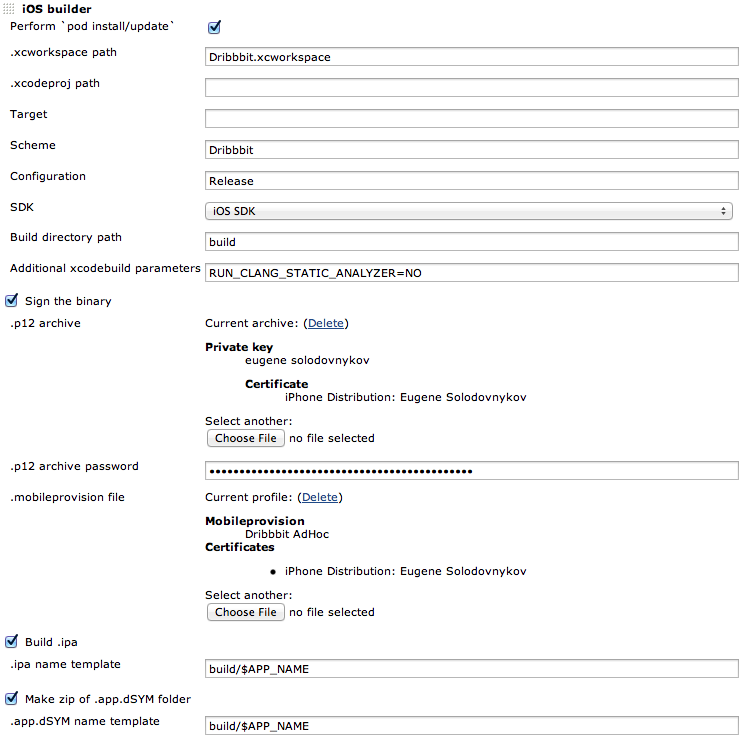 iOS builder
Perform `pod install/update`
.xcworkspace path
Dribbbit.xcworkspace
.xcodeproj path
Target
Scheme
Dribbbit
Configuration
Release
SDK
iOS SDK
Build directory path
build
Additional xcodebuild parameters
RUN_CLANG_STATIC_ANALYZER=NO
Sign the binary
.p12 archive
Current archive: (Delete)
Private key
eugene solodovnykov
Certificate
iPhone Distribution: Eugene Solodovnykov
Select another:
Choose File no file selected
.p12 archive password
.mobileprovision file
Current profile: (Delete)
Mobileprovision
Dribbbit AdHoc
Certificates
iPhone Distribution: Eugene Solodovnykov
Select another:
Choose File no file selected
Build .ipa
.ipa name template
build/$APP_NAME
Make zip of .app.dSYM folder
.app.dSYM name template
build/$APP_NAME